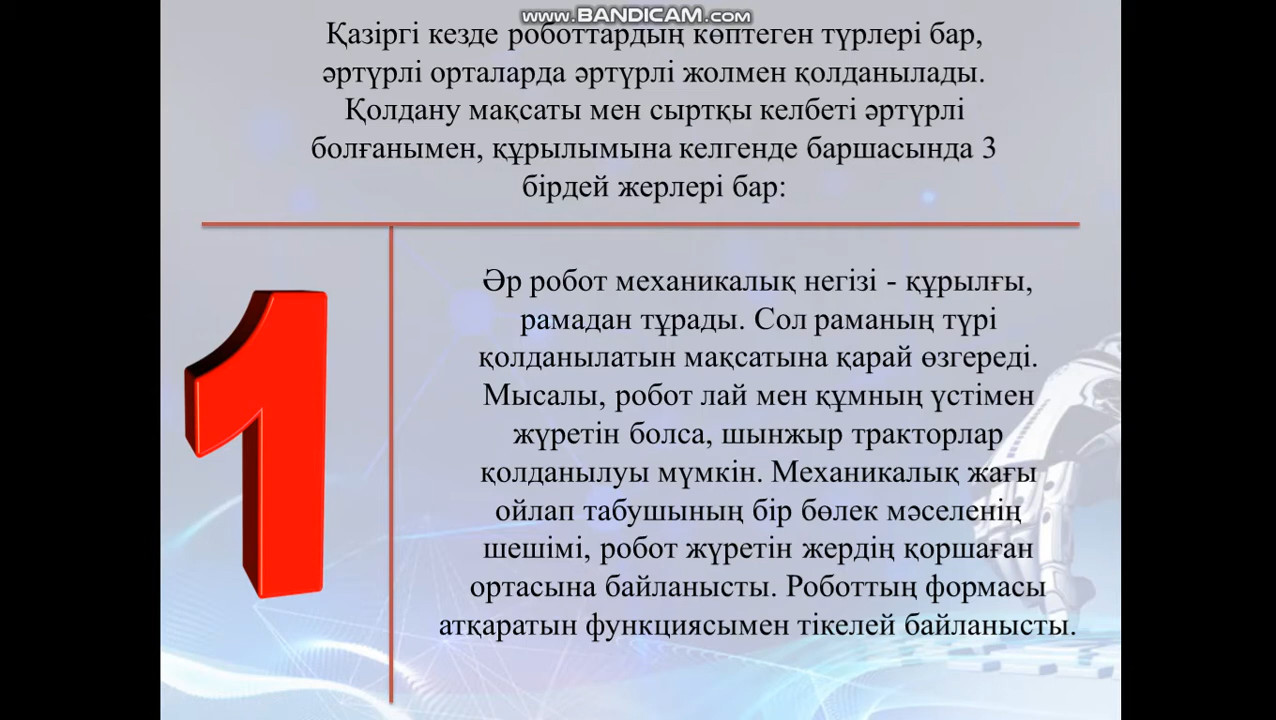 www.BANDICAM.com
Қазіргі кезде роботтардың көптеген түрлері бар,
әртүрлі орталарда әртүрлі жолмен қолданылады.
Қолдану мақсаты мен сыртқы келбеті әртүрлі
болғанымен, құрылымына келгенде баршасында 3
бірдей жерлері бар:
1
Әр робот механикалық негізі - құрылғы,
рамадан тұрады. Сол раманың түрі
қолданылатын мақсатына қарай өзгереді.
Мысалы, робот лай мен құмның үстімен
жүретін болса, шынжыр тракторлар
қолданылуы мүмкін. Механикалық жағы
ойлап табушының бір бөлек мәселенің
шешімі, робот жүретін жердің қоршаған
ортасына байланысты. Роботтың формасы
атқаратын функциясымен тікелей байланысты.